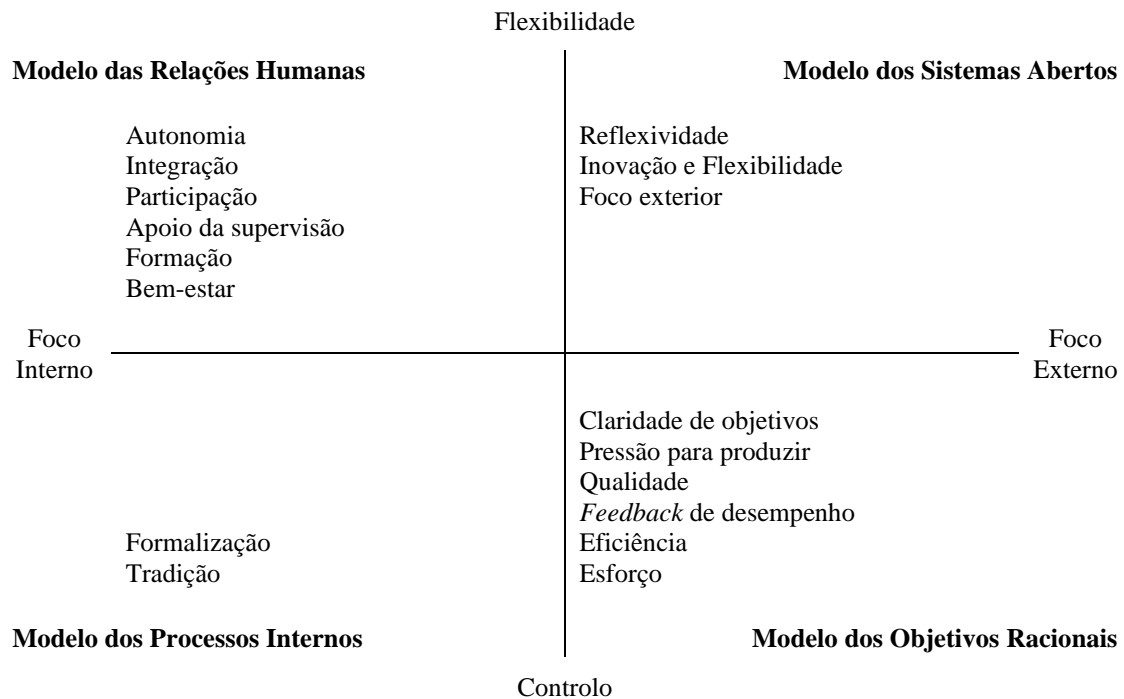 Flexibilidade
Modelo das Relações Humanas
Modelo dos Sistemas Abertos
Autonomia
Integração
Participação
Apoio da supervisão
Formação
Bem-estar
Reflexividade
Inovação e Flexibilidade
Foco exterior
Foco
Interno
Foco
Externo
Formalização
Tradição
Claridade de objetivos
Pressão para produzir
Qualidade
Feedback de desempenho
Eficiência
Esforço
Modelo dos Processos Internos
Modelo dos Objetivos Racionais
Controlo